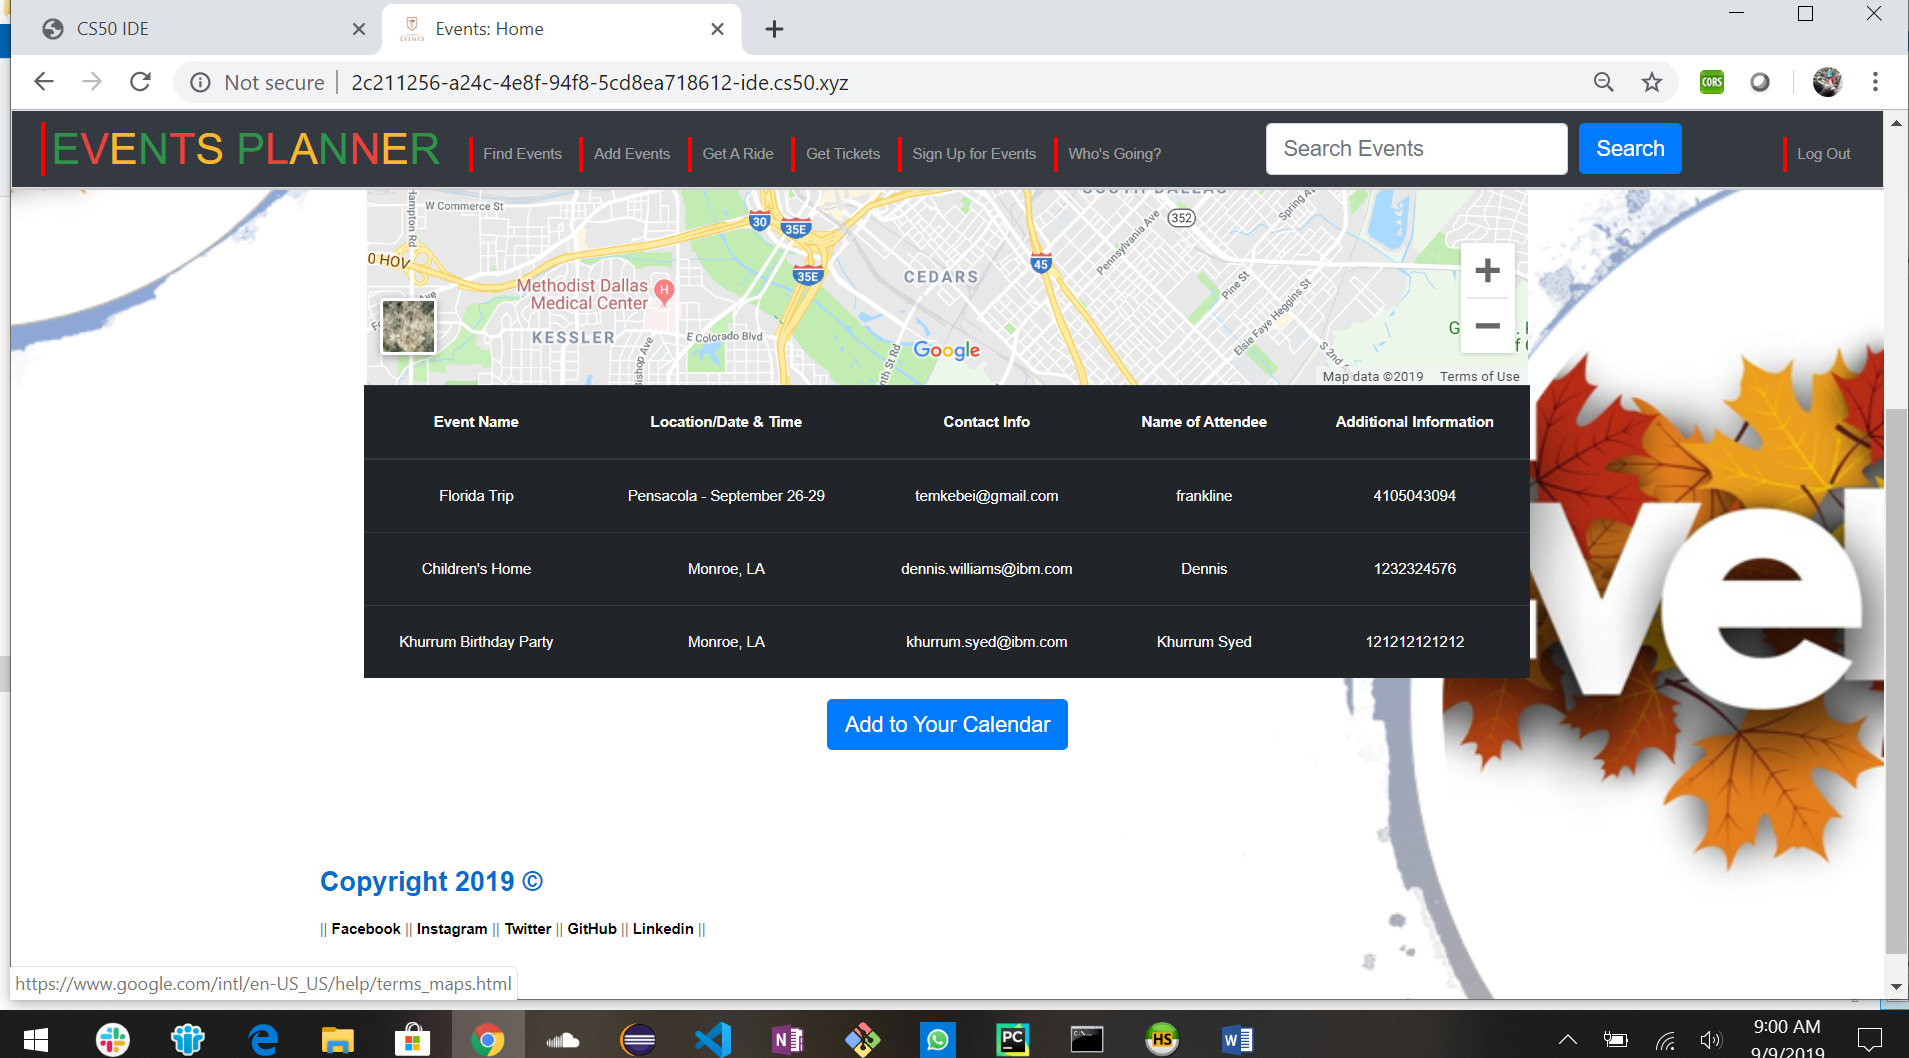 CS50 IDE
Events: Home
Not secure 2c211256-a24c-4e8f-94f8-5cd8ea718612-ide.cs50.xyz
CORS
EVENTS PLANNER Find Events Add Events Get A Ride Get Tickets Sign Up for Events Who's Going? Search Events Search Log Out
W Commerce St
Hampton Rd
30
35E
352
Spring Ave
Pennsylvania Ave
0 HOV
35E
CEDARS
45
Pine St
Elsie Faye Heggins St
Methodist Dallas
Medical Center
H
KESSLER
E Colorado Blvd
Bishop Ave
Google
S 2nd
Map data ©2019 Terms of Use
Event Name Location/Date & Time Contact Info Name of Attendee Additional Information
Florida Trip Pensacola - September 26-29 temkebei@gmail.com frankline 4105043094
Children's Home Monroe, LA dennis.williams@ibm.com Dennis 1232324576
Khurrum Birthday Party Monroe, LA khurrum.syed@ibm.com Khurrum Syed 121212121212
Add to Your Calendar
ve
Copyright 2019 ©
|| Facebook || Instagram || Twitter || GitHub || Linkedin ||
https://www.google.com/intl/en-US_US/help/terms_maps.html
PC
HS
9:00 AM
9/9/2019